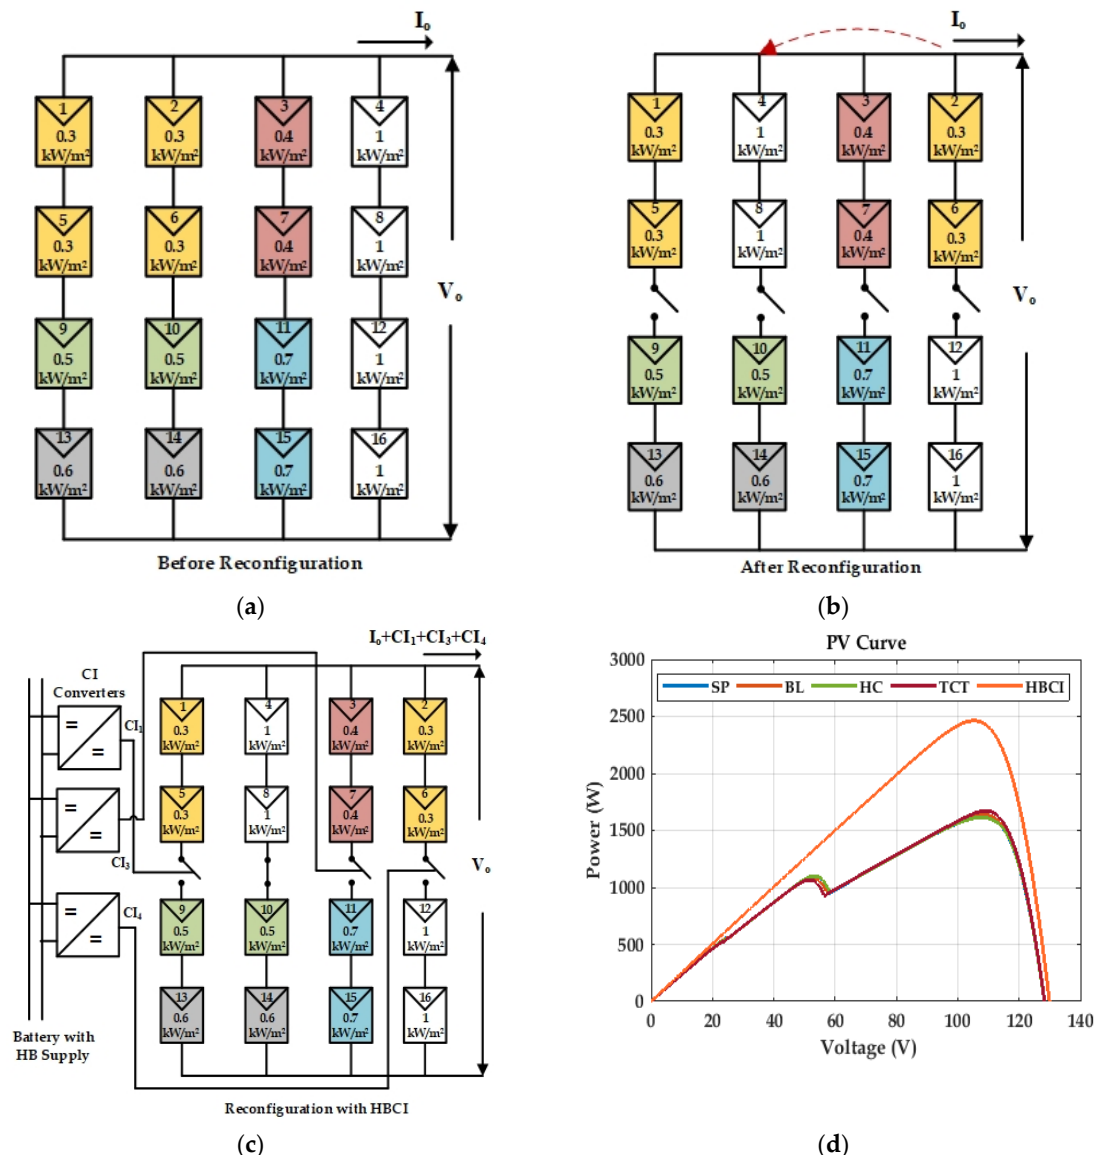 Iₒ
1
0.3
kW/m²
2
0.3
kW/m²
3
0.4
kW/m²
4
1
kW/m²
5
0.3
kW/m²
6
0.3
kW/m²
7
0.4
kW/m²
8
1
kW/m²
Vₒ
9
0.5
kW/m²
10
0.5
kW/m²
11
0.7
kW/m²
12
1
kW/m²
13
0.6
kW/m²
14
0.6
kW/m²
15
0.7
kW/m²
16
1
kW/m²
Before Reconfiguration
(a)
Iₒ
1
0.3
kW/m²
4
1
kW/m²
3
0.4
kW/m²
2
0.3
kW/m²
5
0.3
kW/m²
8
1
kW/m²
7
0.4
kW/m²
6
0.3
kW/m²
Vₒ
9
0.5
kW/m²
10
0.5
kW/m²
11
0.7
kW/m²
12
1
kW/m²
13
0.6
kW/m²
14
0.6
kW/m²
15
0.7
kW/m²
16
1
kW/m²
After Reconfiguration
(b)
Iₒ+CI₁+CI₃+CI₄
CI
Converters
CI₁
CI₃
CI₄
1
0.3
kW/m²
4
1
kW/m²
3
0.4
kW/m²
2
0.3
kW/m²
5
0.3
kW/m²
8
1
kW/m²
7
0.4
kW/m²
6
0.3
kW/m²
Vₒ
9
0.5
kW/m²
10
0.5
kW/m²
11
0.7
kW/m²
12
1
kW/m²
13
0.6
kW/m²
14
0.6
kW/m²
15
0.7
kW/m²
16
1
kW/m²
Battery with
HB Supply
Reconfiguration with HBCI
(c)
PV Curve
SP BL HC TCT HBCI
3000
2500
2000
1500
1000
500
0
Power (W)
0 20 40 60 80 100 120 140
Voltage (V)
(d)